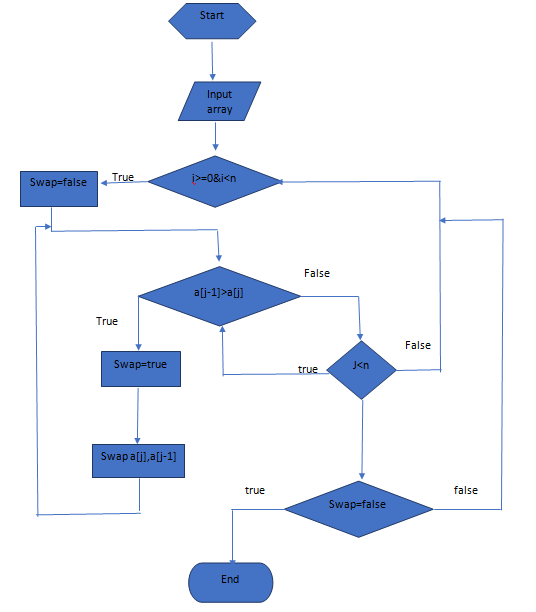 Start
Input
array
i>=0&i<n
True
Swap=false
a[j-1]>a[j]
False
True
Swap=true
true
J<n
False
Swap a[j],a[j-1]
true
Swap=false
false
End